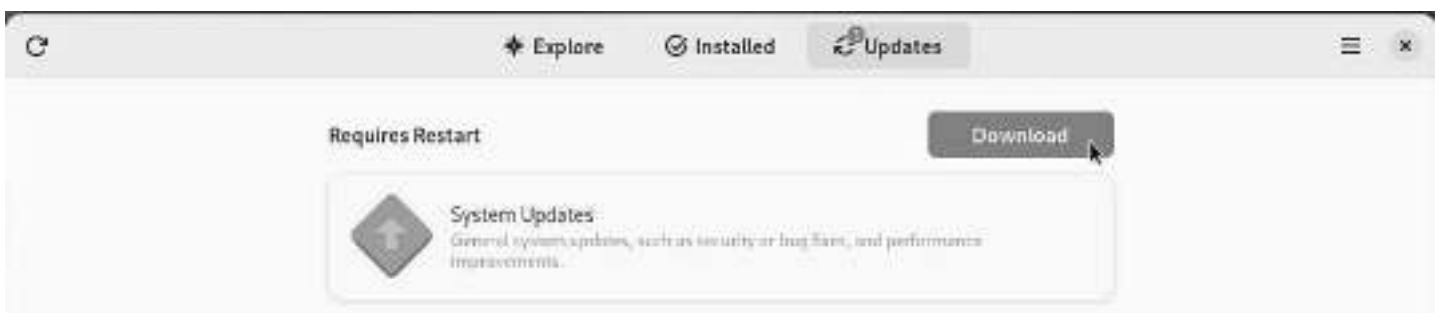 Explore
Installed
Updates
Requires Restart
Download
System Updates
General system updates, such as security or bug fixes, and performance
improvements.